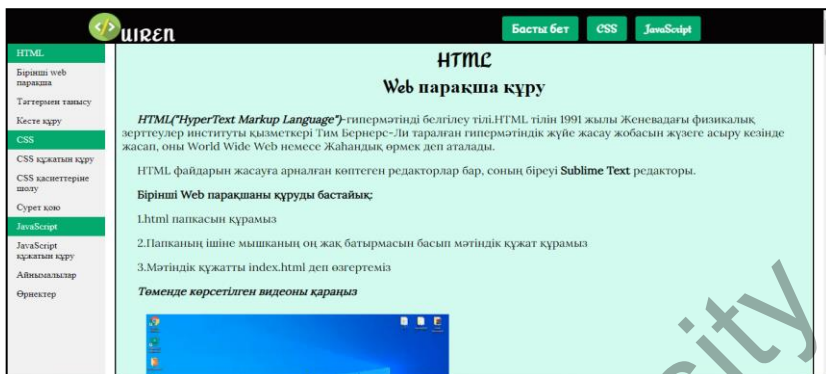 UIREN
Басты бет CSS JavaScript
HTML
Бірінші web
парақша
Тэгтермен танысу
Кесте құру
CSS
CSS құжатын құру
CSS қасиеттеріне
шолу
Сурет қою
JavaScript
JavaScript
құжатын құру
Айнымалылар
Өрнектер
HTML
Web парақша құру
HTML("HyperText Markup Language")-гипермәтінді белгілеу тілі.HTML тілін 1991 жылы Женевадағы физикалық
зерттеулер институты қызметкері Тим Бернерс-Ли таралған гипермәтіндік жүйе жасау жобасын жүзеге асыру кезінде
жасап, оны World Wide Web немесе Жаһандық өрмек деп аталады.
HTML файдарын жасауға арналған көптеген редакторлар бар, соның біреуі Sublime Text редакторы.
Бірінші Web парақшаны құруды бастайық:
1.html папкасын құрамыз
2.Папканың ішіне мышканың оң жақ батырмасын басып мәтіндік құжат құрамыз
3.Мәтіндік құжатты index.html деп өзгертеміз
Төменде көрсетілген видеоны қараңыз
sity